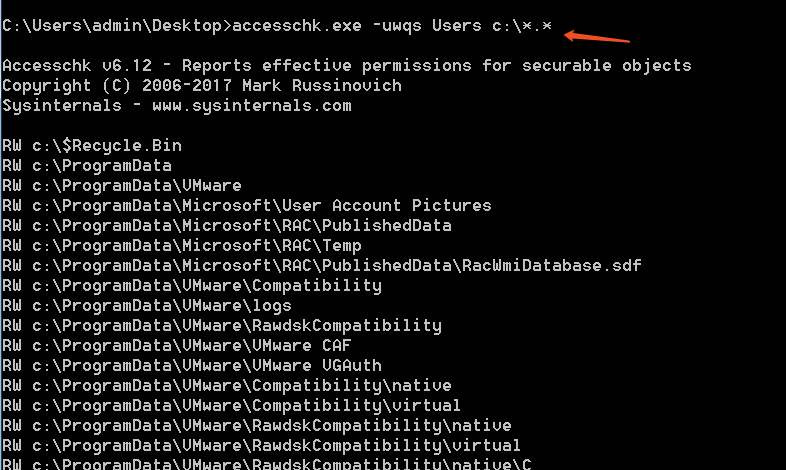 C:\Users\admin\Desktop>accesschk.exe -uwqs Users c:\*.*
Accesschk v6.12 - Reports effective permissions for securable objects
Copyright (C) 2006-2017 Mark Russinovich
Sysinternals - www.sysinternals.com
RW c:\$Recycle.Bin
RW c:\ProgramData
RW c:\ProgramData\VMware
RW c:\ProgramData\Microsoft\User Account Pictures
RW c:\ProgramData\Microsoft\RAC\PublishedData
RW c:\ProgramData\Microsoft\RAC\Temp
RW c:\ProgramData\Microsoft\RAC\PublishedData\RacWmiDatabase.sdf
RW c:\ProgramData\VMware\Compatibility
RW c:\ProgramData\VMware\logs
RW c:\ProgramData\VMware\RawdskCompatibility
RW c:\ProgramData\VMware\VMware CAF
RW c:\ProgramData\VMware\VMware VGAuth
RW c:\ProgramData\VMware\Compatibility\native
RW c:\ProgramData\VMware\Compatibility\virtual
RW c:\ProgramData\VMware\RawdskCompatibility\native
RW c:\ProgramData\VMware\RawdskCompatibility\virtual
RW c:\ProgramData\VMware\RawdskCompatibility\native\C